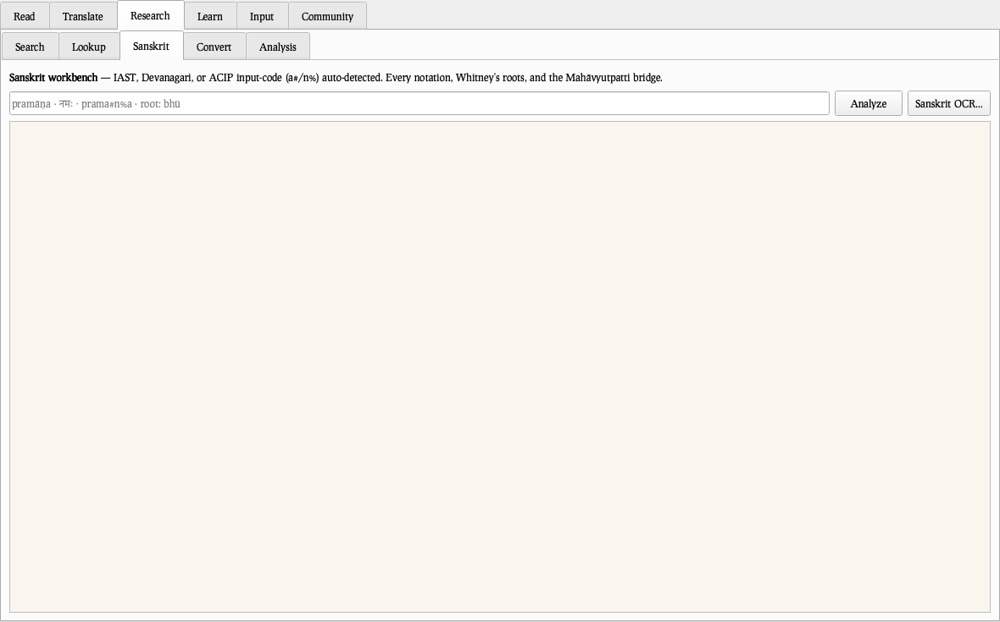 Read Translate Research Learn Input Community
Search Lookup Sanskrit Convert Analysis
Sanskrit workbench — IAST, Devanagari, or ACIP input-code (a#/n%) auto-detected. Every notation, Whitney's roots, and the Mahāvyutpatti bridge.
pramāṇa · नमः · prama#n%a · root: bhū Analyze Sanskrit OCR...